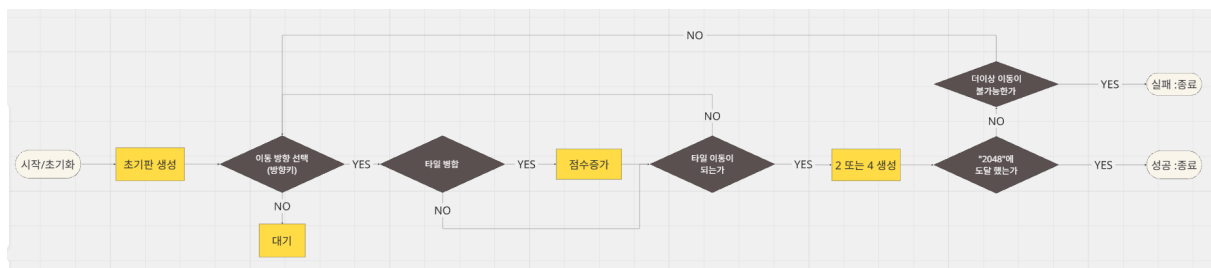 NO
더이상 이동이
불가능한가
YES
실패 :종료
NO
NO
시작/초기화
초기판 생성
이동 방향 선택
(방향키)
YES
타일 병합
YES
점수증가
타일 이동이
되는가
YES
2 또는 4 생성
"2048"에
도달 했는가
YES
성공 :종료
NO
NO
대기